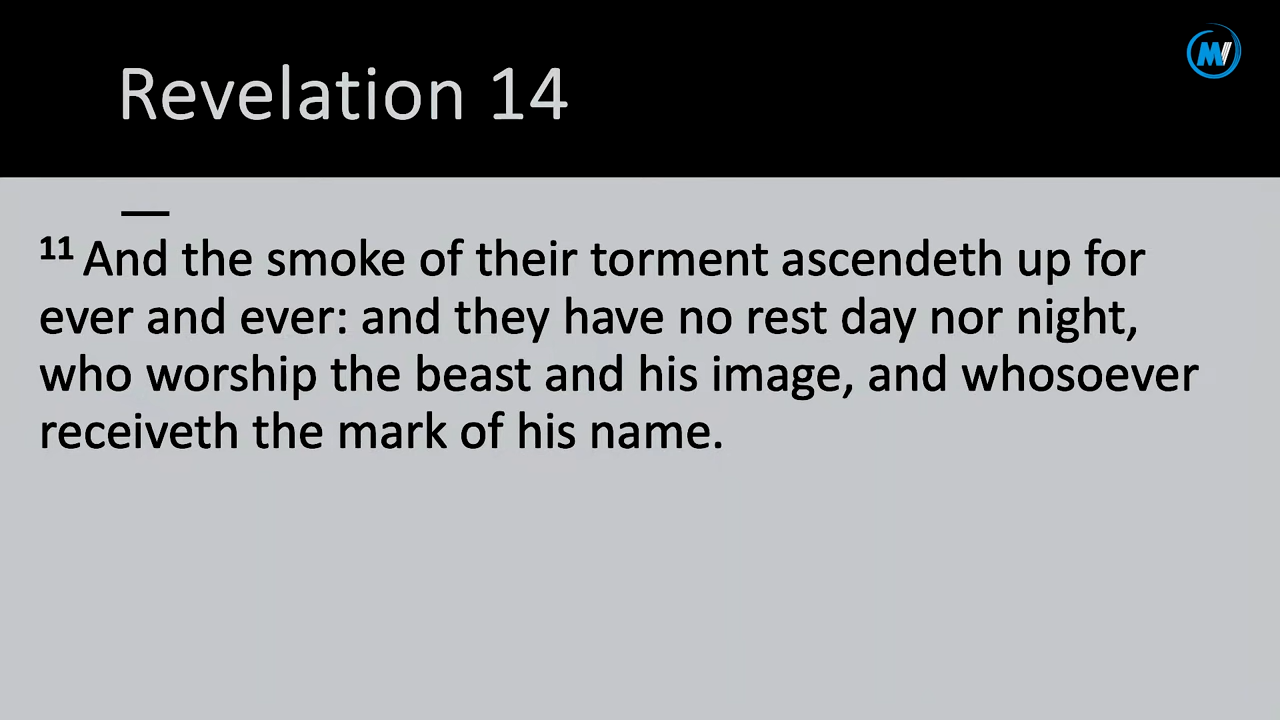 MV
Revelation 14
11 And the smoke of their torment ascendeth up for
ever and ever: and they have no rest day nor night,
who worship the beast and his image, and whosoever
receiveth the mark of his name.